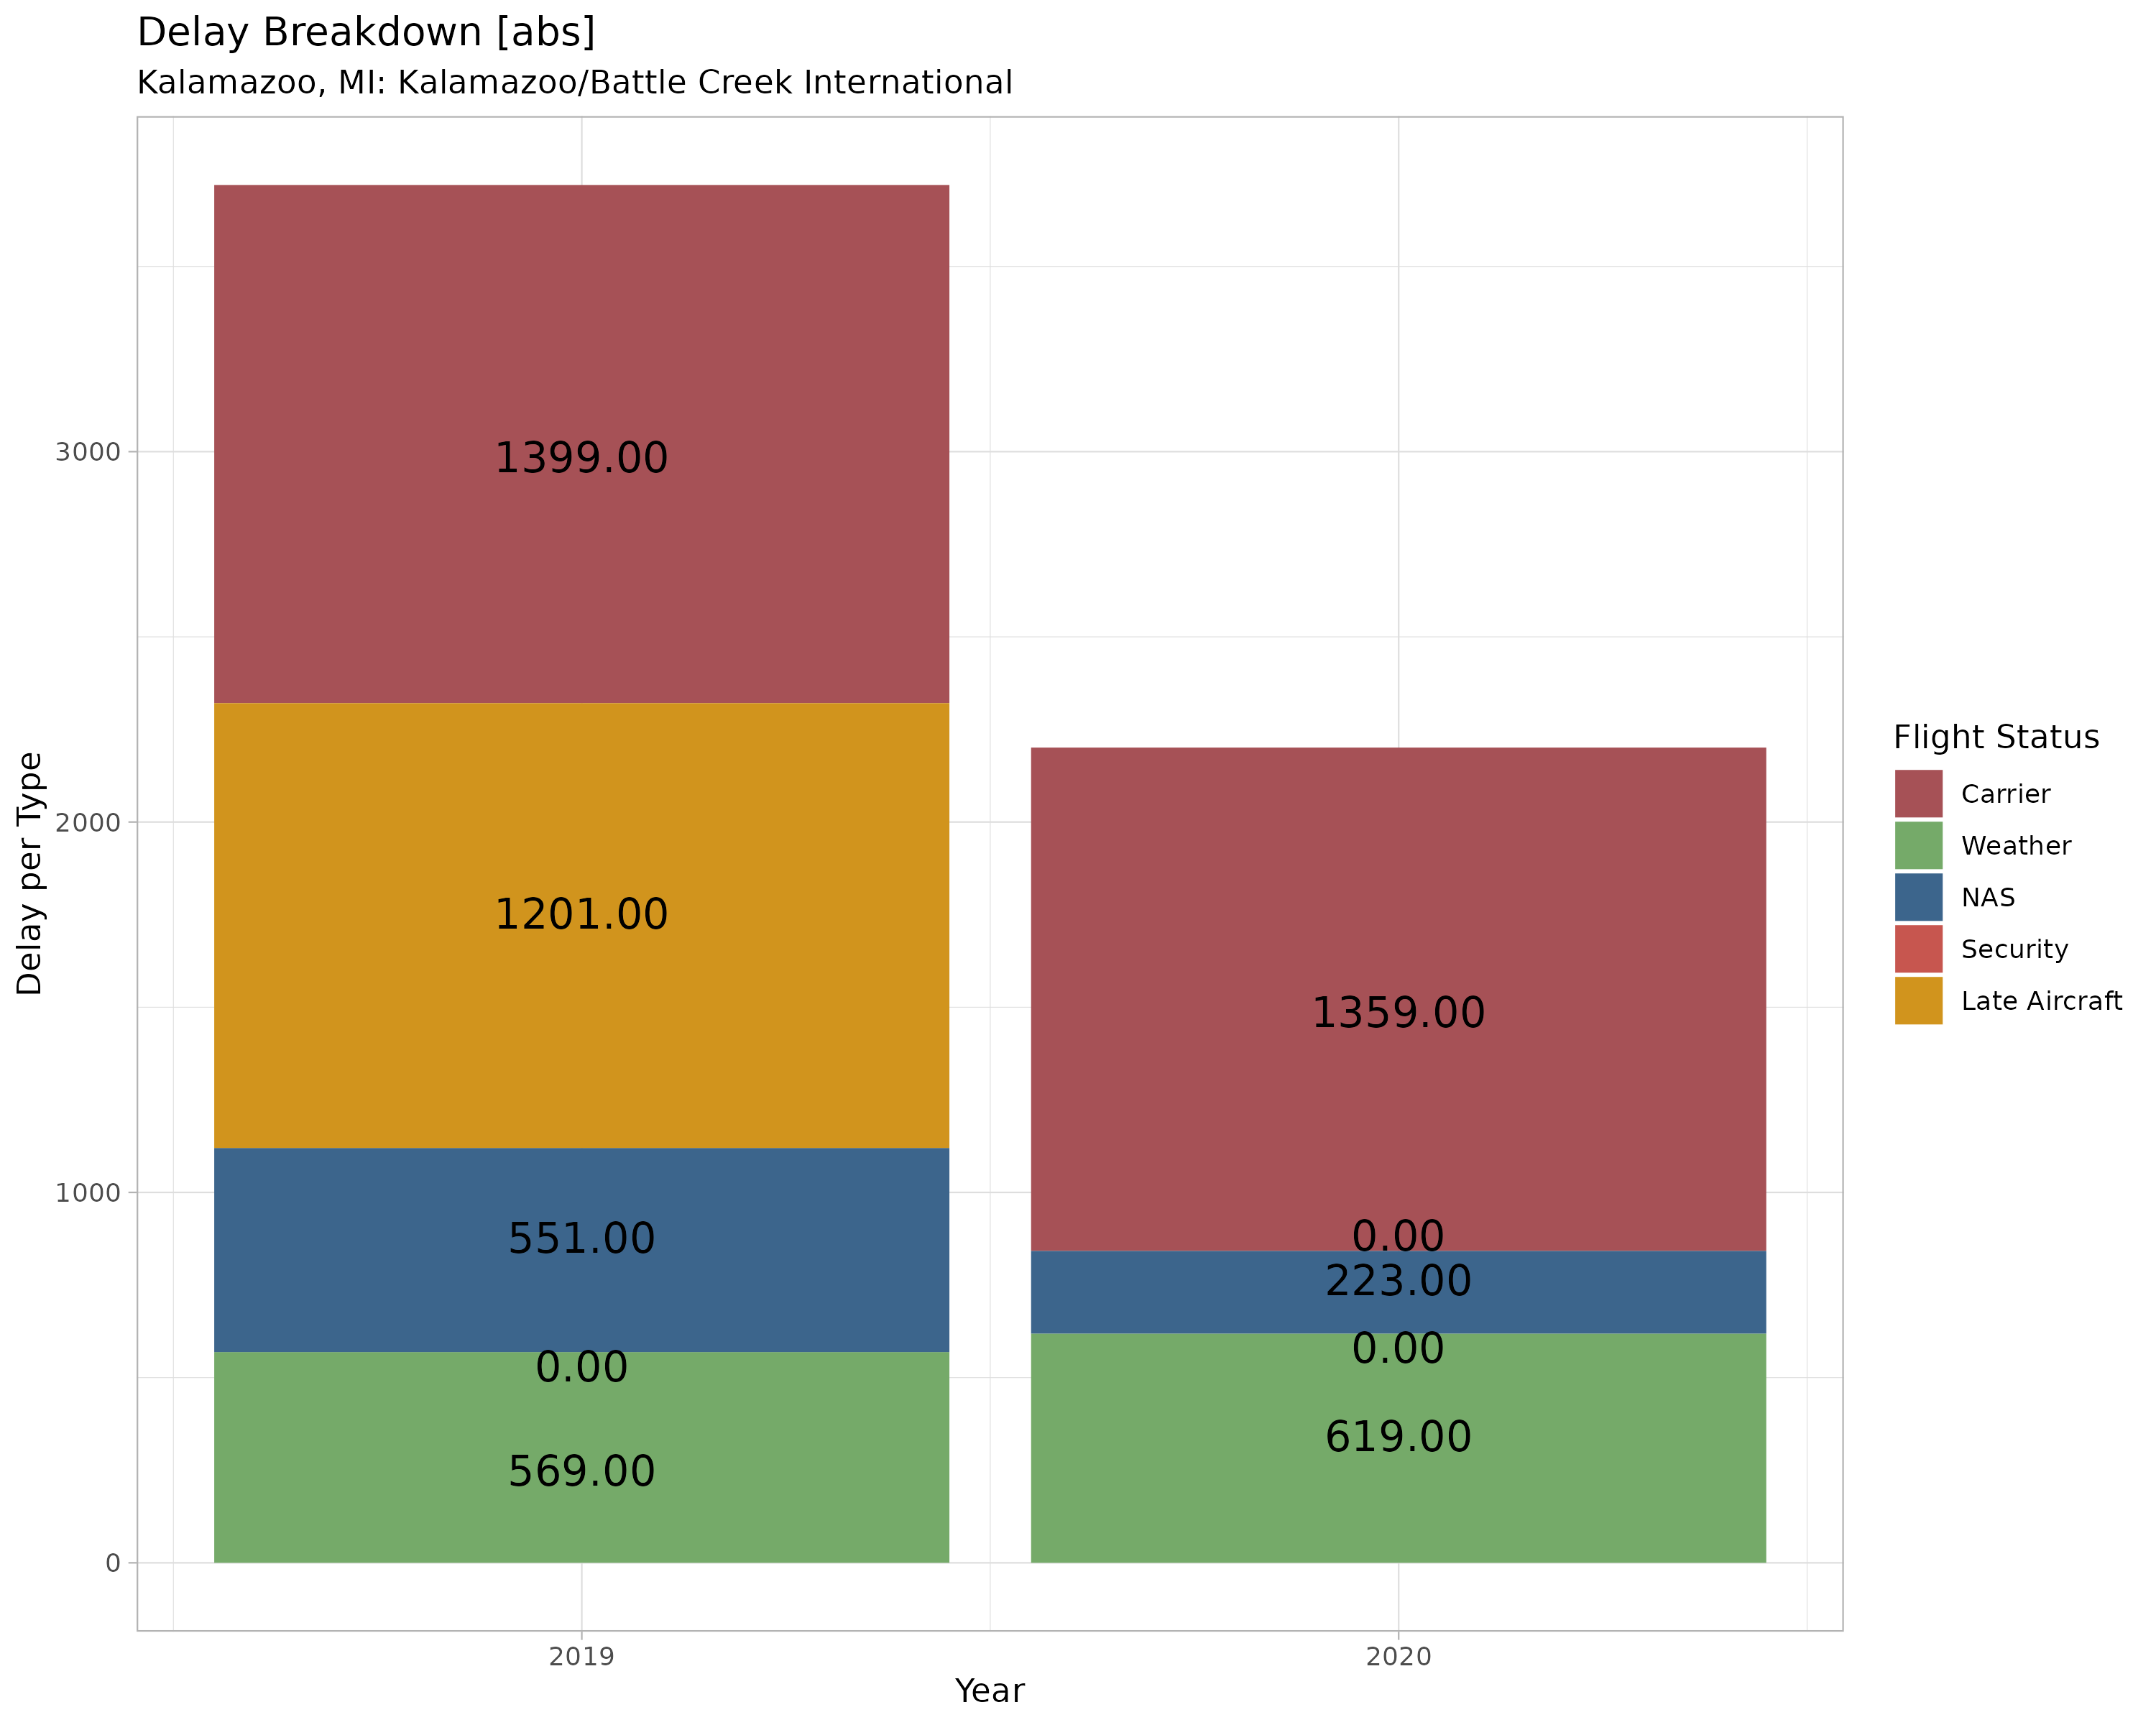 Delay Breakdown [abs]
Kalamazoo, MI: Kalamazoo/Battle Creek International
Delay per Type
3000
2000
1000
0
1399.00
1201.00
551.00
0.00
569.00
1359.00
0.00
223.00
0.00
619.00
2019
2020
Year
Flight Status
Carrier
Weather
NAS
Security
Late Aircraft